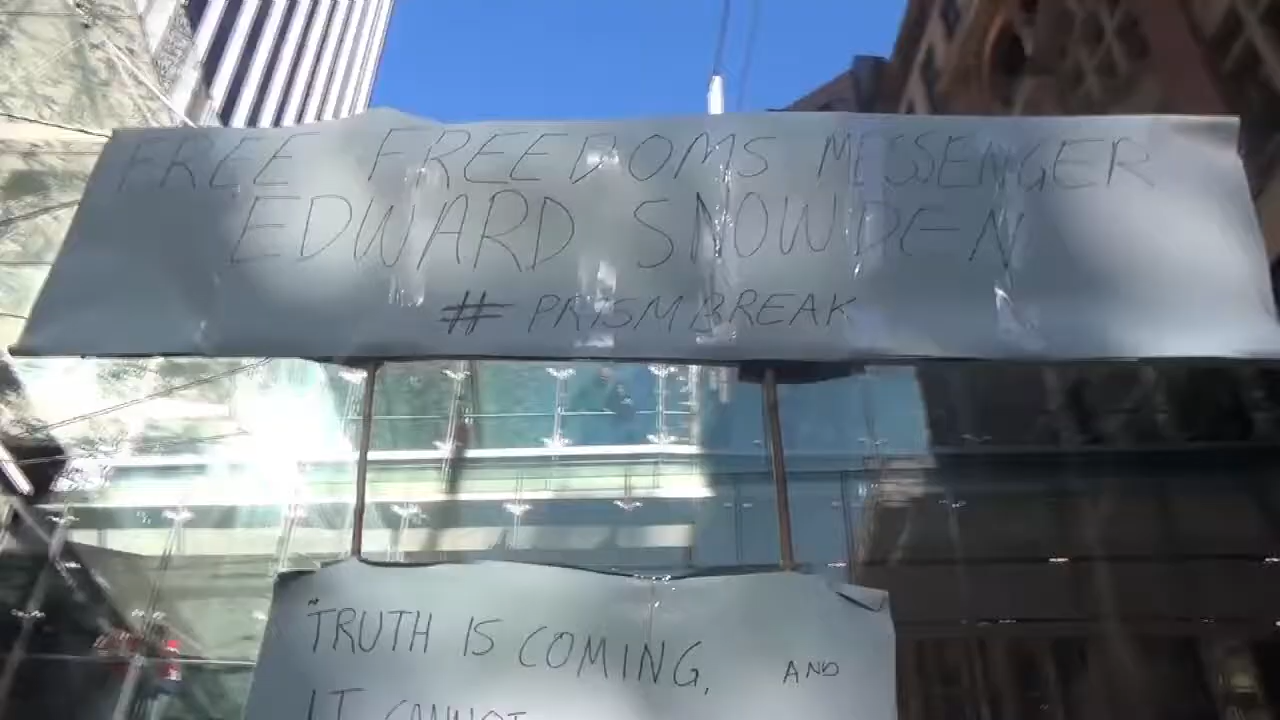 FREE FREEDOMS MESSENGER
EDWARD SNOWDEN
# PRISMBREAK
"TRUTH IS COMING, AND
IT CANNOT